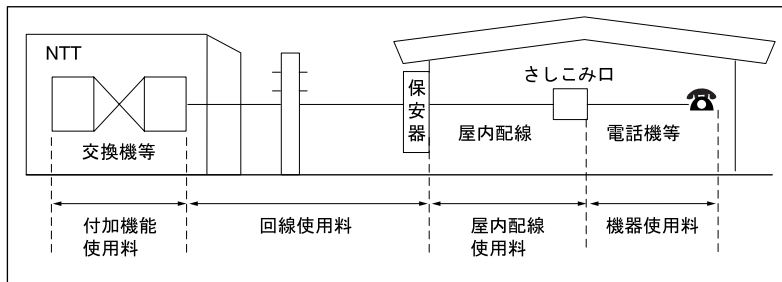 NTT
交換機等
保安器
さしこみ口
屋内配線
電話機等
付加機能
使用料
回線使用料
屋内配線
使用料
機器使用料